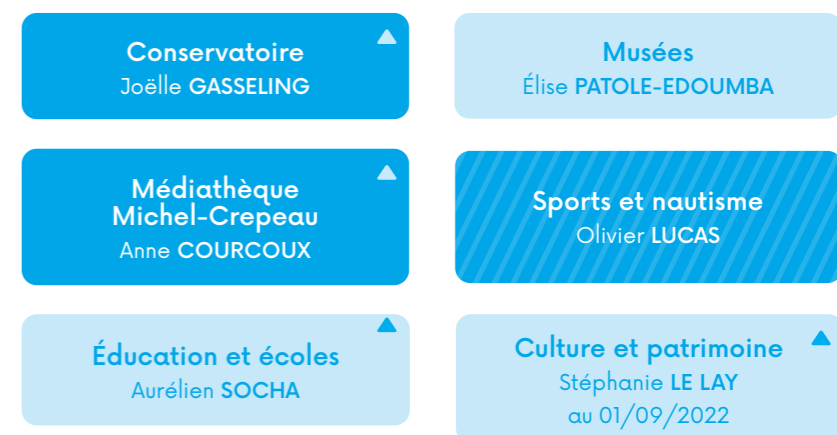 Conservatoire
Joëlle GASSELING
Musées
Élise PATOLE-EDOUMBA
Médiathèque
Michel-Crepeau
Anne COURCOUX
Sports et nautisme
Olivier LUCAS
Éducation et écoles
Aurélien SOCHA
Culture et patrimoine
Stéphanie LE LAY
au 01/09/2022